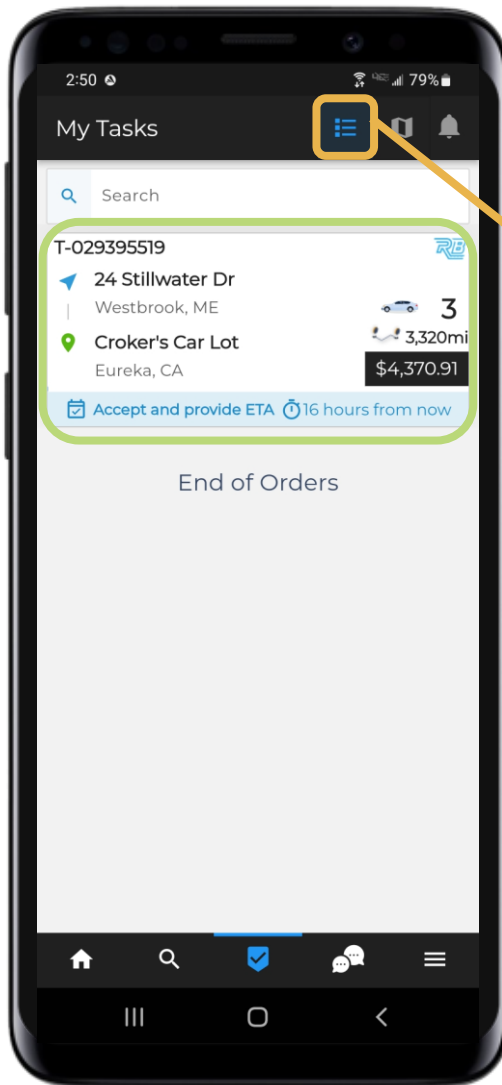 2:50 79%
My Tasks
Search
T-029395519 RB
24 Stillwater Dr
Westbrook, ME 3
Croker's Car Lot 3,320mi
Eureka, CA $4,370.91
Accept and provide ETA 16 hours from now
End of Orders